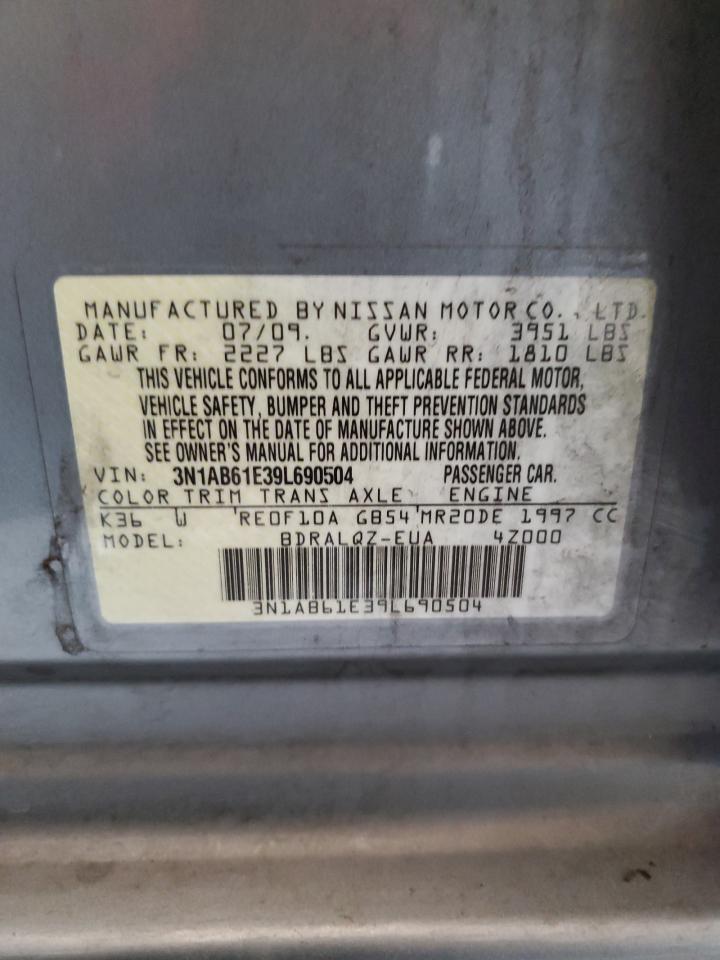 MANUFACTURED BY NISSAN MOTOR CO., LTD.
DATE: 07/09. GVWR: 3951 LBS
GAWR FR: 2227 LBS GAWR RR: 1810 LBS
THIS VEHICLE CONFORMS TO ALL APPLICABLE FEDERAL MOTOR,
VEHICLE SAFETY, BUMPER AND THEFT PREVENTION STANDARDS
IN EFFECT ON THE DATE OF MANUFACTURE SHOWN ABOVE.
SEE OWNER'S MANUAL FOR ADDITIONAL INFORMATION.
VIN: 3N1AB61E39L690504 PASSENGER CAR.
COLOR TRIM TRANS AXLE ENGINE
K36 W RE0F10A GB54 MR20DE 1997 CC
MODEL: BDRALQZ-EUA 4Z000
3N1AB61E39L690504